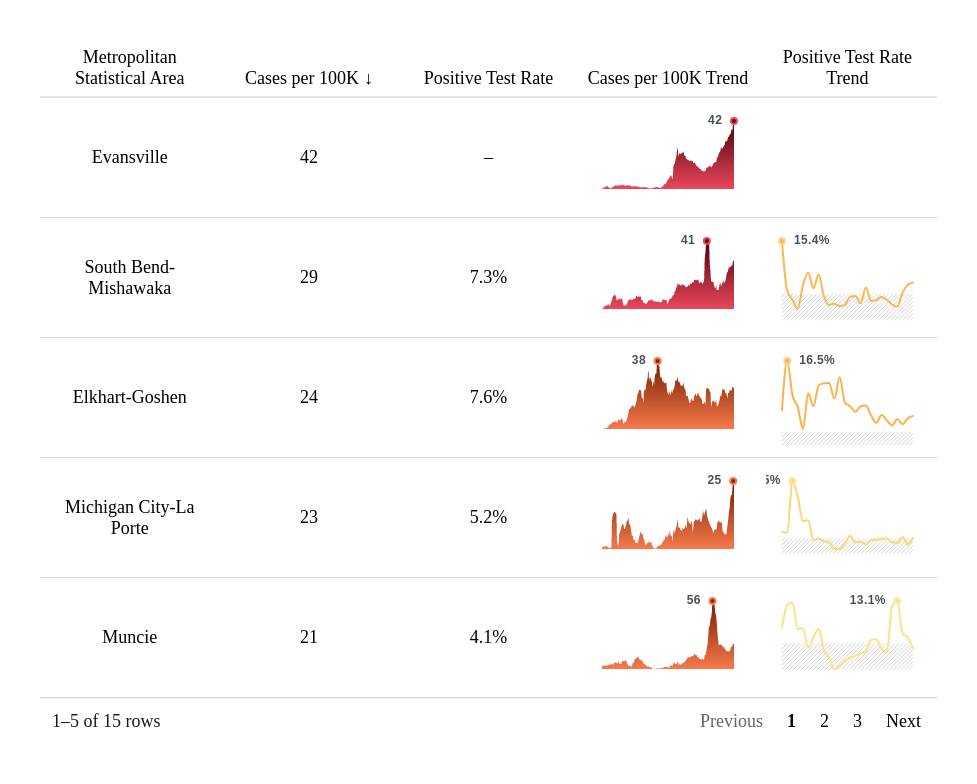 Metropolitan
Statistical Area
Cases per 100K ↓
Positive Test Rate
Cases per 100K Trend
Positive Test Rate
Trend
Evansville
42
–
42
South Bend-
Mishawaka
29
7.3%
41
15.4%
Elkhart-Goshen
24
7.6%
38
16.5%
Michigan City-La
Porte
23
5.2%
25
Muncie
21
4.1%
56
13.1%
1–5 of 15 rows
Previous
1
2
3
Next